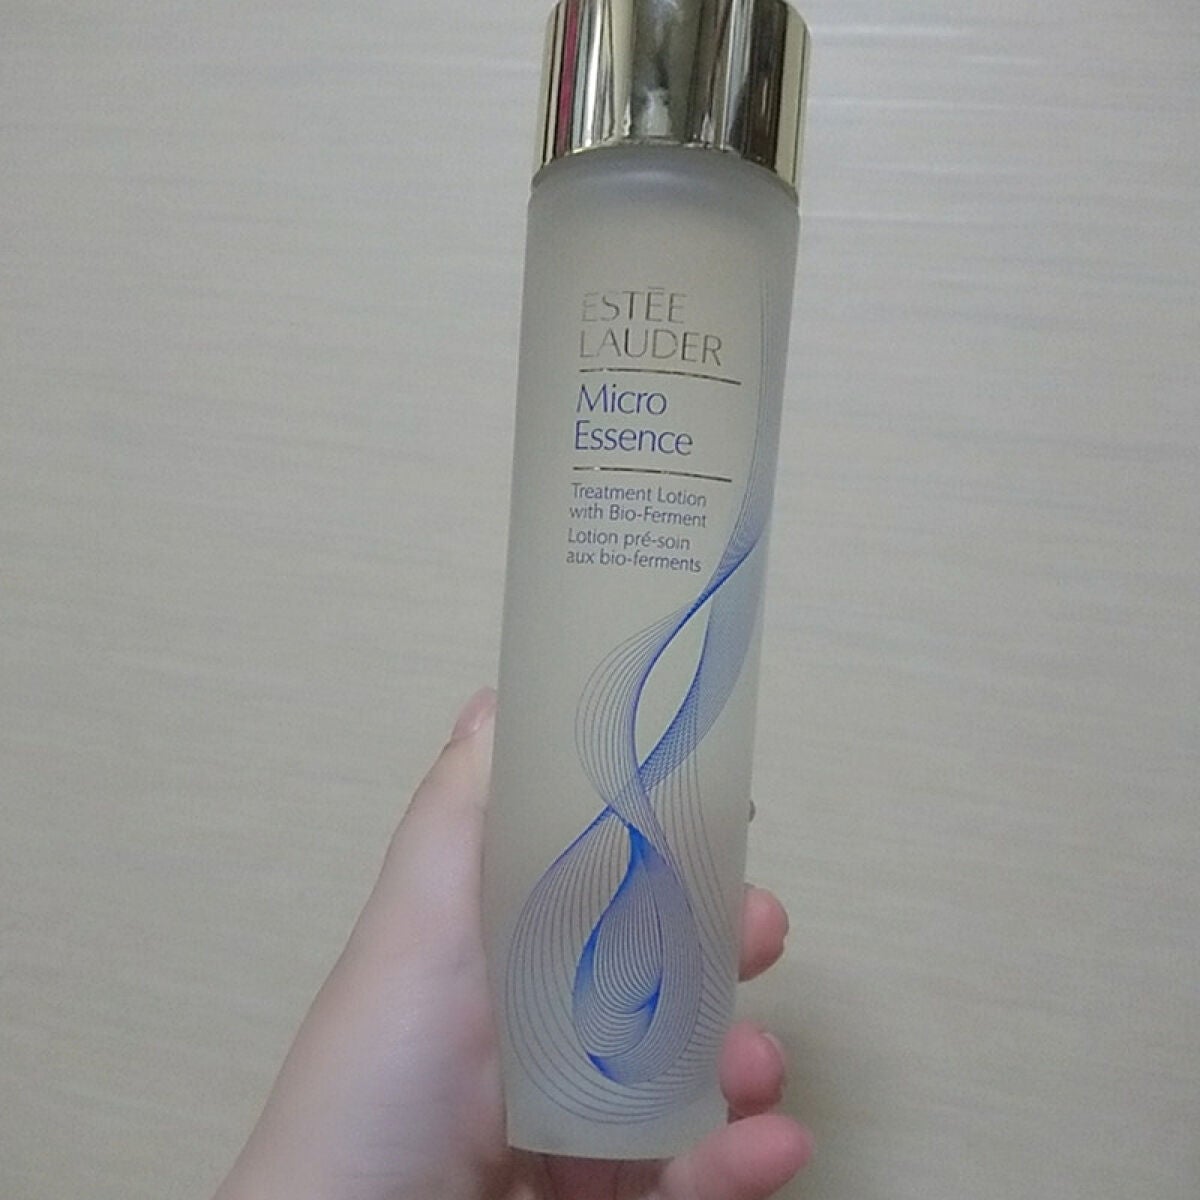 ESTĒE
LAUDER
Micro
Essence
Treatment Lotion
with Bio-Ferment
Lotion pré-soin
aux bio-ferments